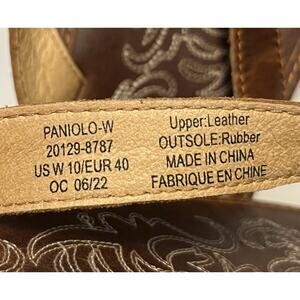 PANIOLO-W
20129-8787
US W 10/EUR 40
OC 06/22
Upper:Leather
OUTSOLE:Rubber
MADE IN CHINA
FABRIQUE EN CHINE